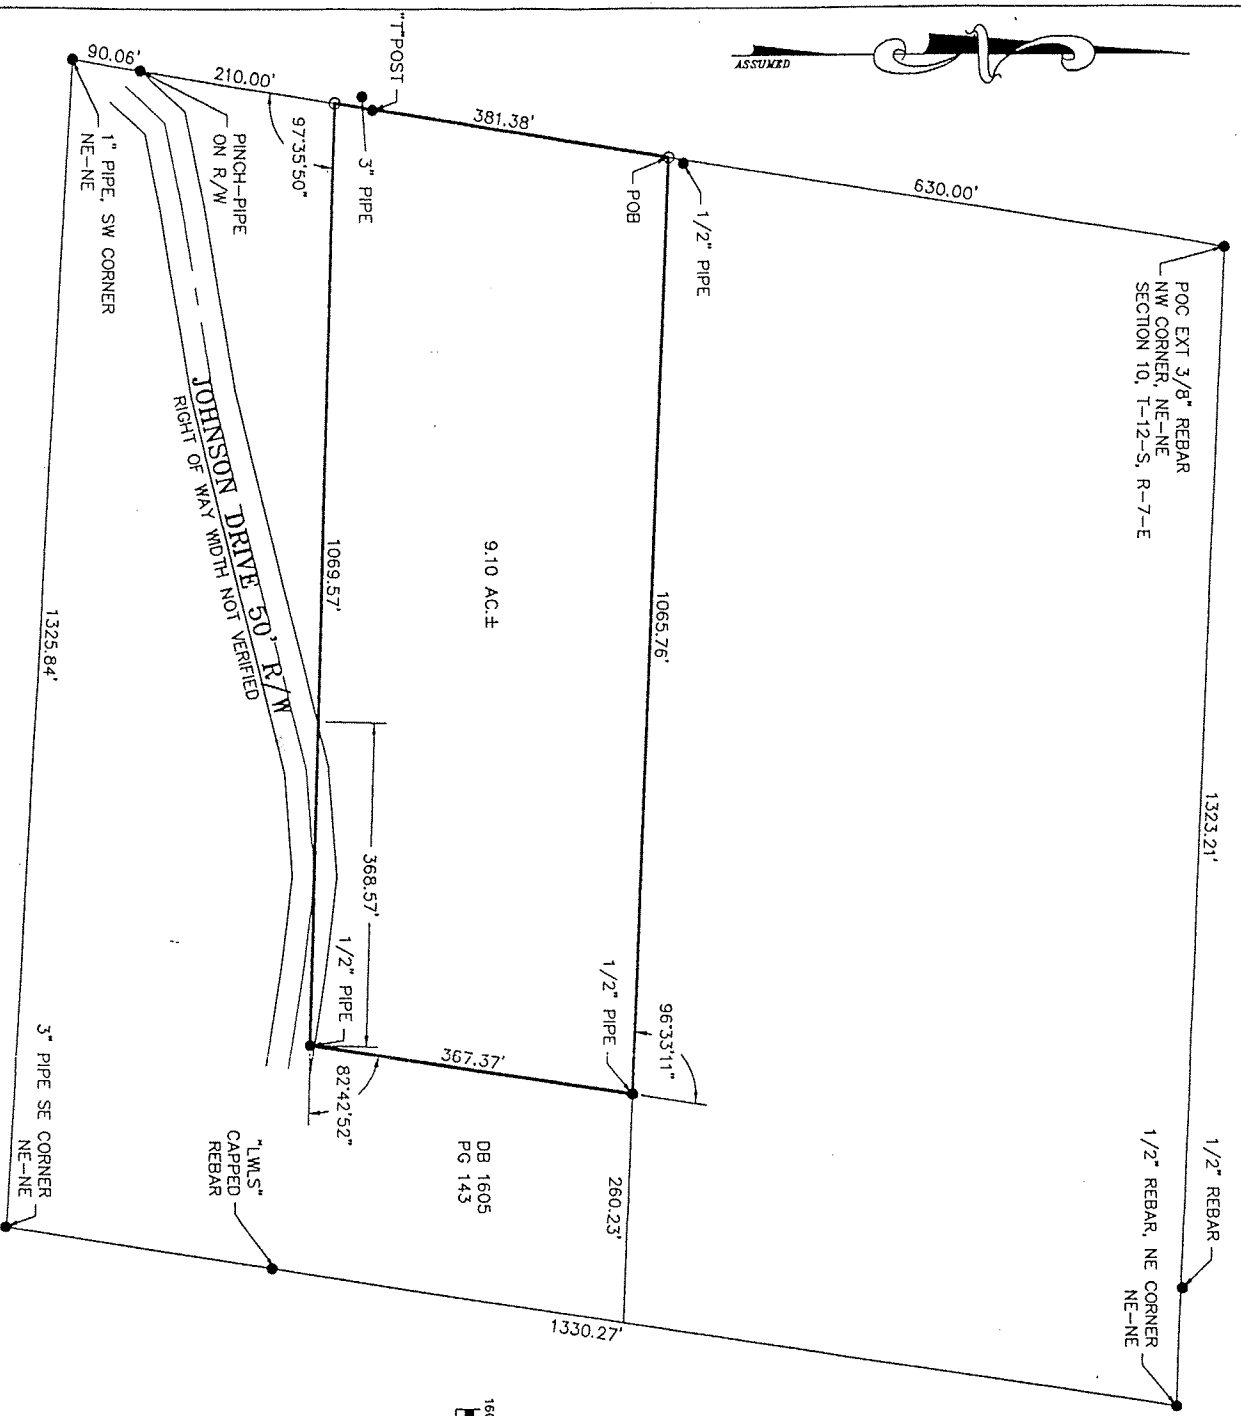 ASSUMED
N
POC EXT 3/8" REBAR
NW CORNER, NE-NE
SECTION 10, T-12-S, R-7-E
1323.21'
1/2" REBAR
1/2" REBAR, NE CORNER
NE-NE
630.00'
1/2" PIPE
POB
1065.76'
1/2" PIPE
96°33'11"
260.23'
1330.27'
381.38'
"T"POST
3" PIPE
9.10 AC.±
367.37'
DB 1605
PG 143
97°35'50"
1069.57'
368.57'
1/2" PIPE
82°42'52"
210.00'
PINCH-PIPE
ON R/W
90.06'
1" PIPE, SW CORNER
NE-NE
JOHNSON DRIVE 50' R/W
RIGHT OF WAY WIDTH NOT VERIFIED
"LWLS"
CAPPED
REBAR
1325.84'
3" PIPE SE CORNER
NE-NE